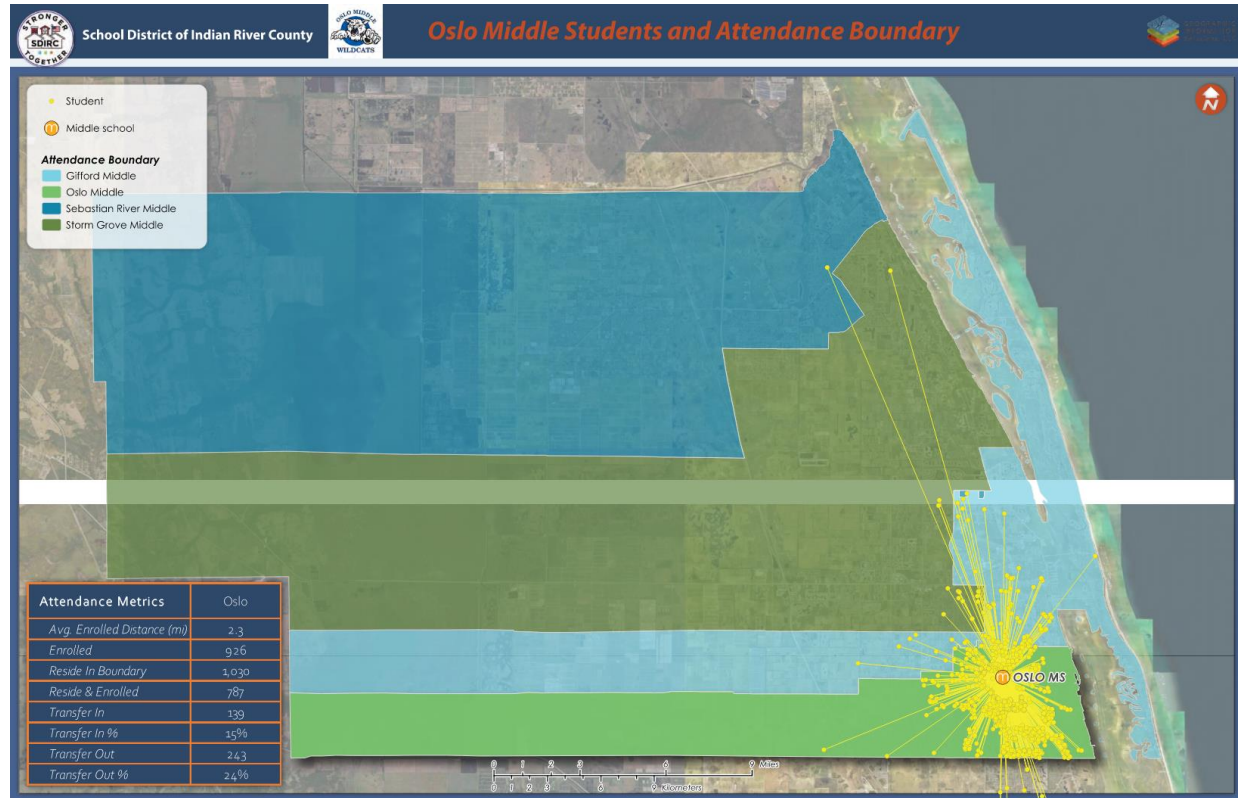 STRONGER
SDIRC
TOGETHER
School District of Indian River County
OSLO MIDDLE
WILDCATS
Oslo Middle Students and Attendance Boundary
N
Student
m Middle school
Attendance Boundary
Gifford Middle
Oslo Middle
Sebastian River Middle
Storm Grove Middle
m OSLO MS
Attendance Metrics Oslo
Avg. Enrolled Distance (mi) 2.3
Enrolled 926
Reside In Boundary 1,030
Reside & Enrolled 787
Transfer In 139
Transfer In % 15%
Transfer Out 243
Transfer Out % 24%
0 1 2 3 6 9 Miles
0 1 2 3 6 9 Kilometers